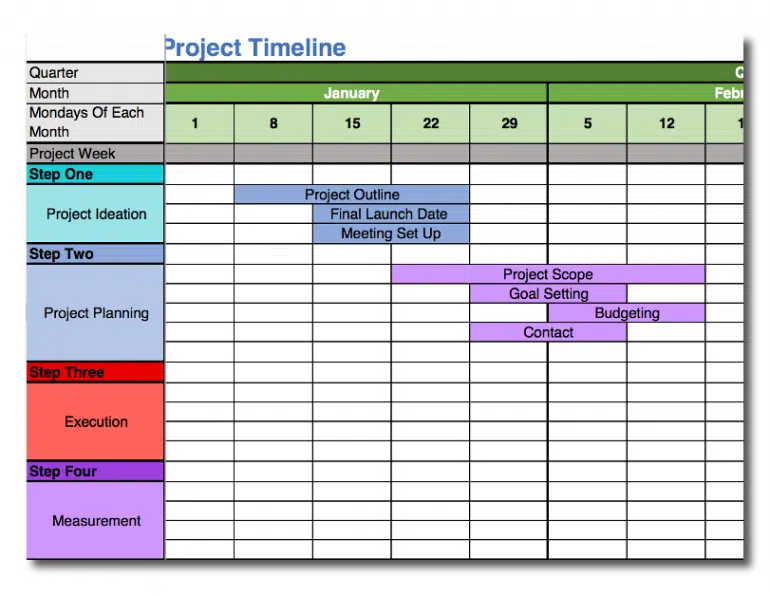 Project Timeline
Quarter
Month January
Mondays Of Each
Month
1 8 15 22 29 5 12
Project Week
Step One
Project Outline
Project Ideation Final Launch Date
Meeting Set Up
Step Two
Project Scope
Goal Setting
Project Planning Budgeting
Contact
Step Three
Execution
Step Four
Measurement